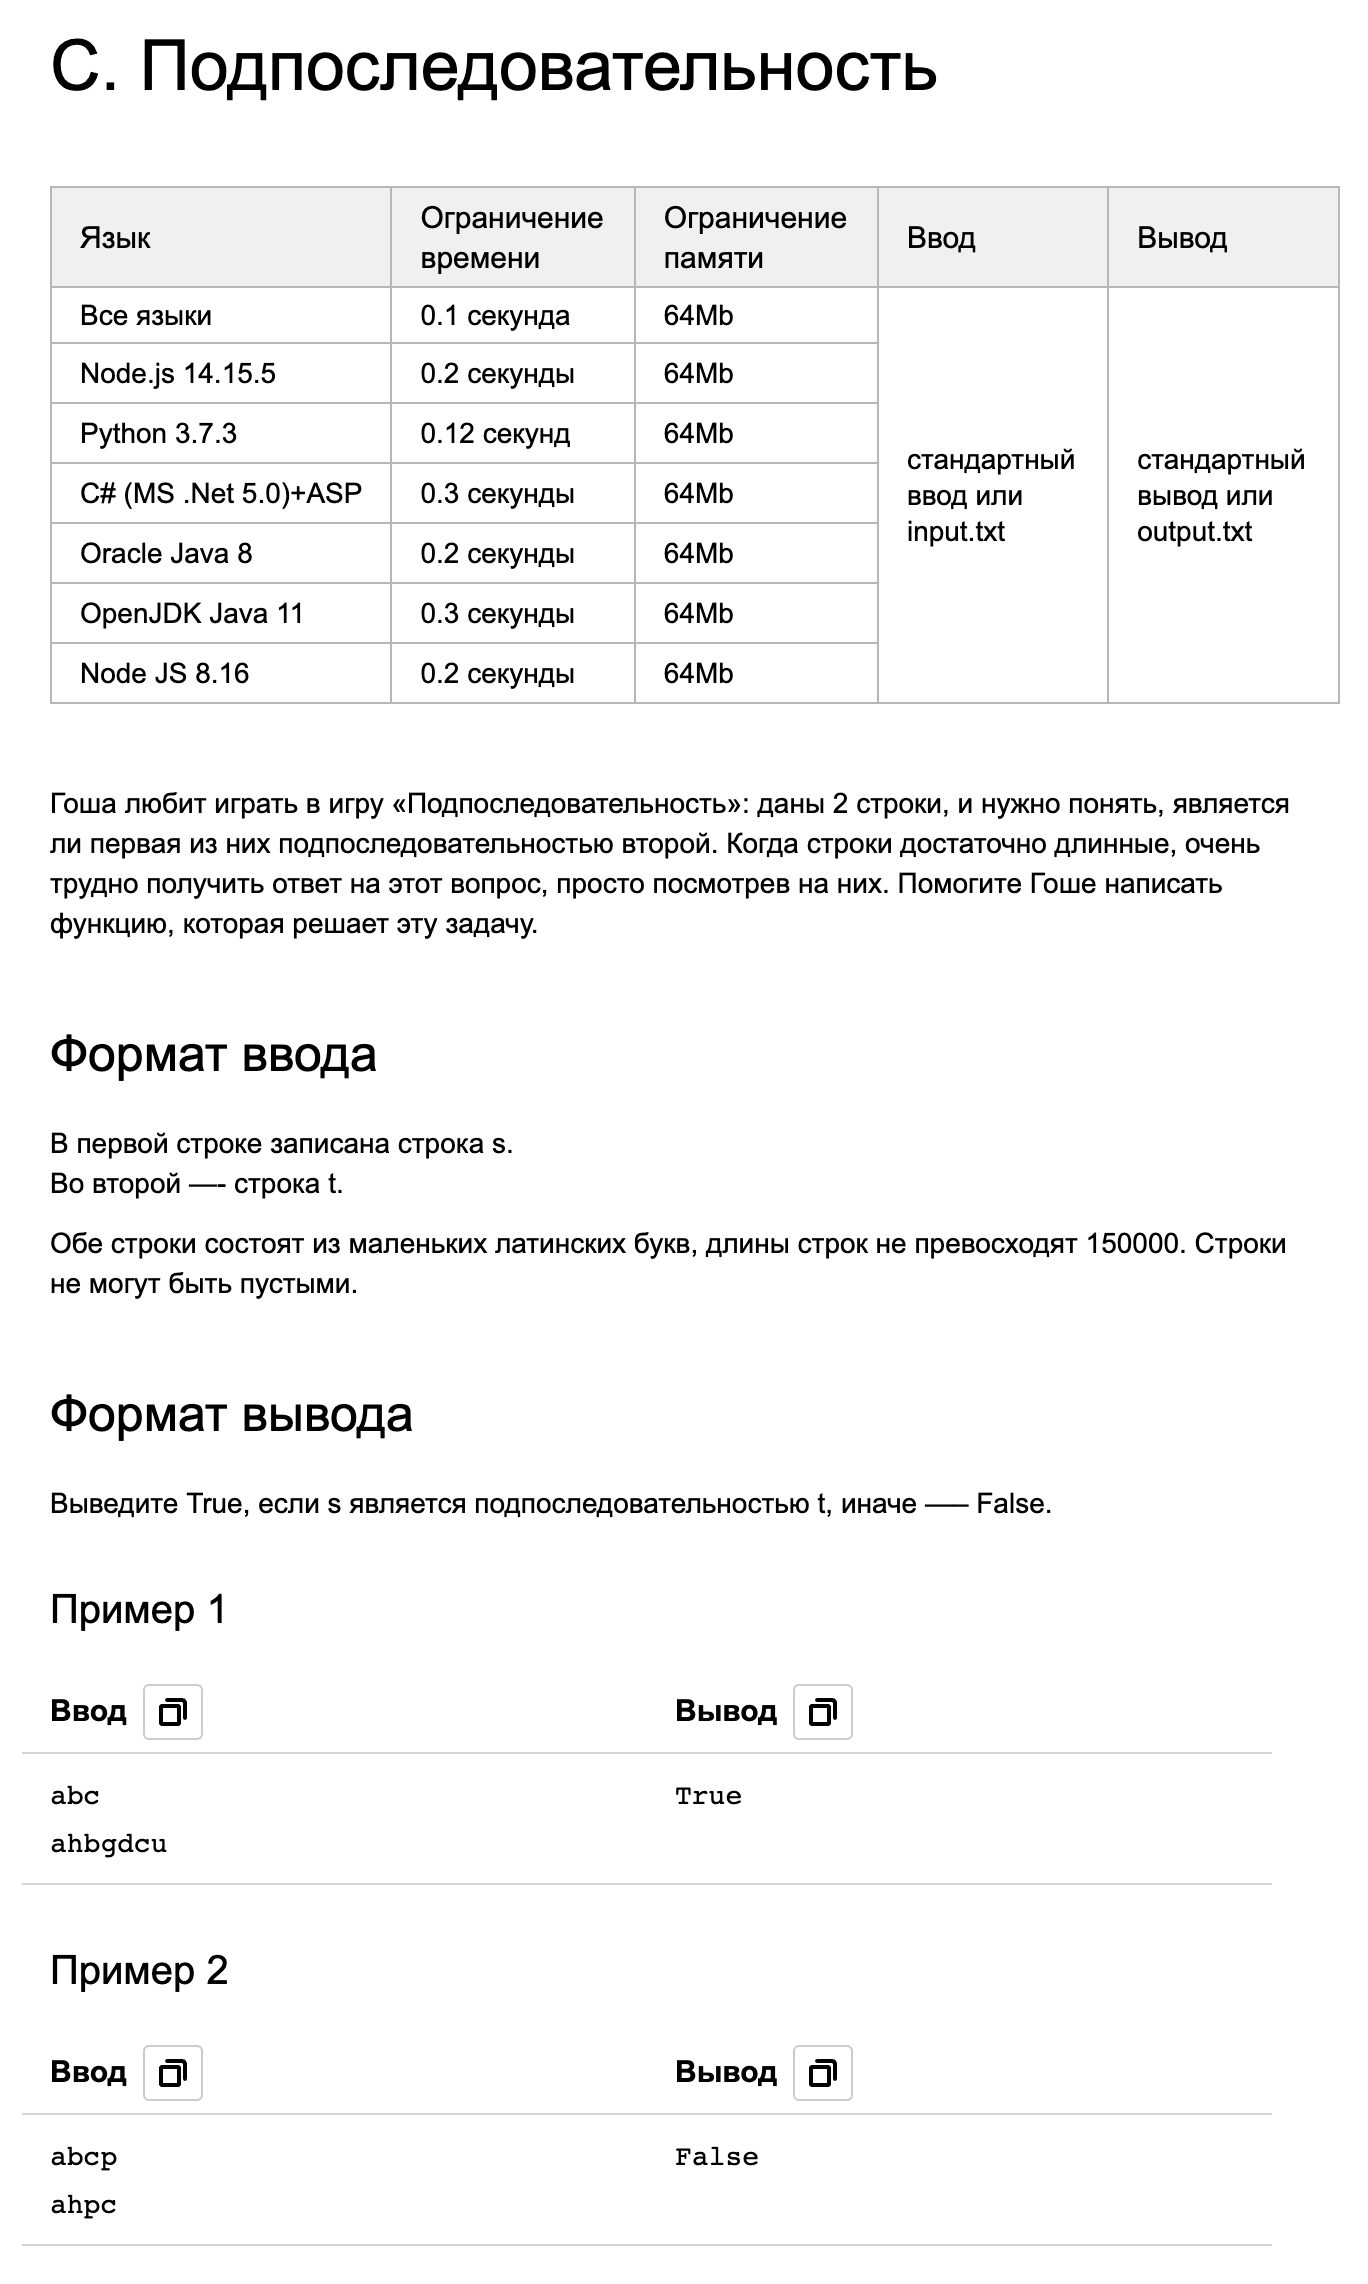 C. Подпоследовательность
Язык
Ограничение времени
Ограничение памяти
Ввод
Вывод
Все языки
0.1 секунда
64Mb
стандартный ввод или input.txt
стандартный вывод или output.txt
Node.js 14.15.5
0.2 секунды
64Mb
Python 3.7.3
0.12 секунд
64Mb
C# (MS .Net 5.0)+ASP
0.3 секунды
64Mb
Oracle Java 8
0.2 секунды
64Mb
OpenJDK Java 11
0.3 секунды
64Mb
Node JS 8.16
0.2 секунды
64Mb
Гоша любит играть в игру «Подпоследовательность»: даны 2 строки, и нужно понять, является
ли первая из них подпоследовательностью второй. Когда строки достаточно длинные, очень
трудно получить ответ на этот вопрос, просто посмотрев на них. Помогите Гоше написать
функцию, которая решает эту задачу.
Формат ввода
В первой строке записана строка s.
Во второй —- строка t.
Обе строки состоят из маленьких латинских букв, длины строк не превосходят 150000. Строки
не могут быть пустыми.
Формат вывода
Выведите True, если s является подпоследовательностью t, иначе —– False.
Пример 1
Ввод
Вывод
abc
ahbgdcu
True
Пример 2
Ввод
Вывод
abcp
ahpc
False